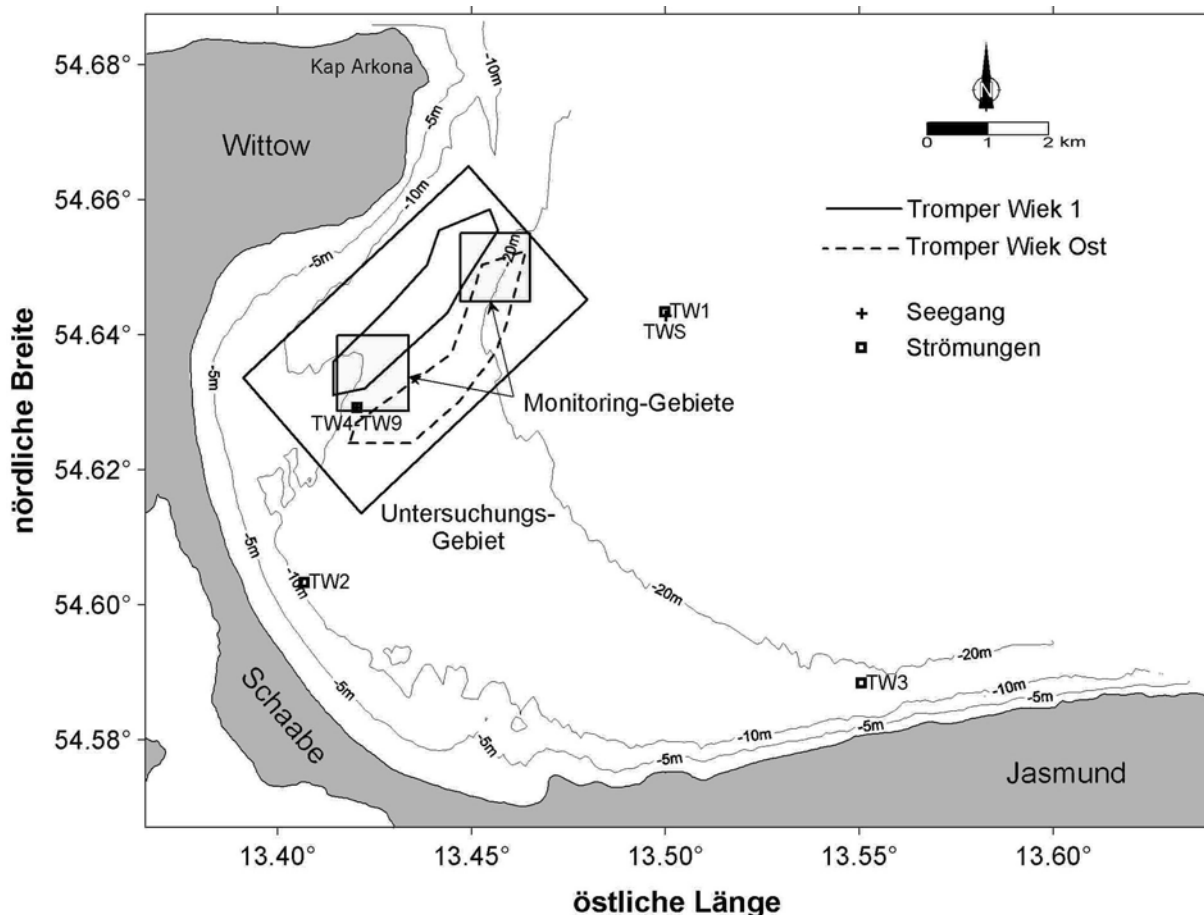 54.68°
54.66°
54.64°
54.62°
54.60°
54.58°
nördliche Breite
13.40°
13.45°
13.50°
13.55°
13.60°
östliche Länge
Kap Arkona
Wittow
Schaabe
Jasmund
N
0 1 2 km
Tromper Wiek 1
Tromper Wiek Ost
Seegang
Strömungen
TW1
TWS
Monitoring-Gebiete
TW4-TW9
Untersuchungs-
Gebiet
TW2
TW3
-10m
-5m
-10m
-5m
-20m
-5m
-5m
-10m
-5m
-20m
-5m
-20m
-10m
-5m
-10m
-5m
-5m